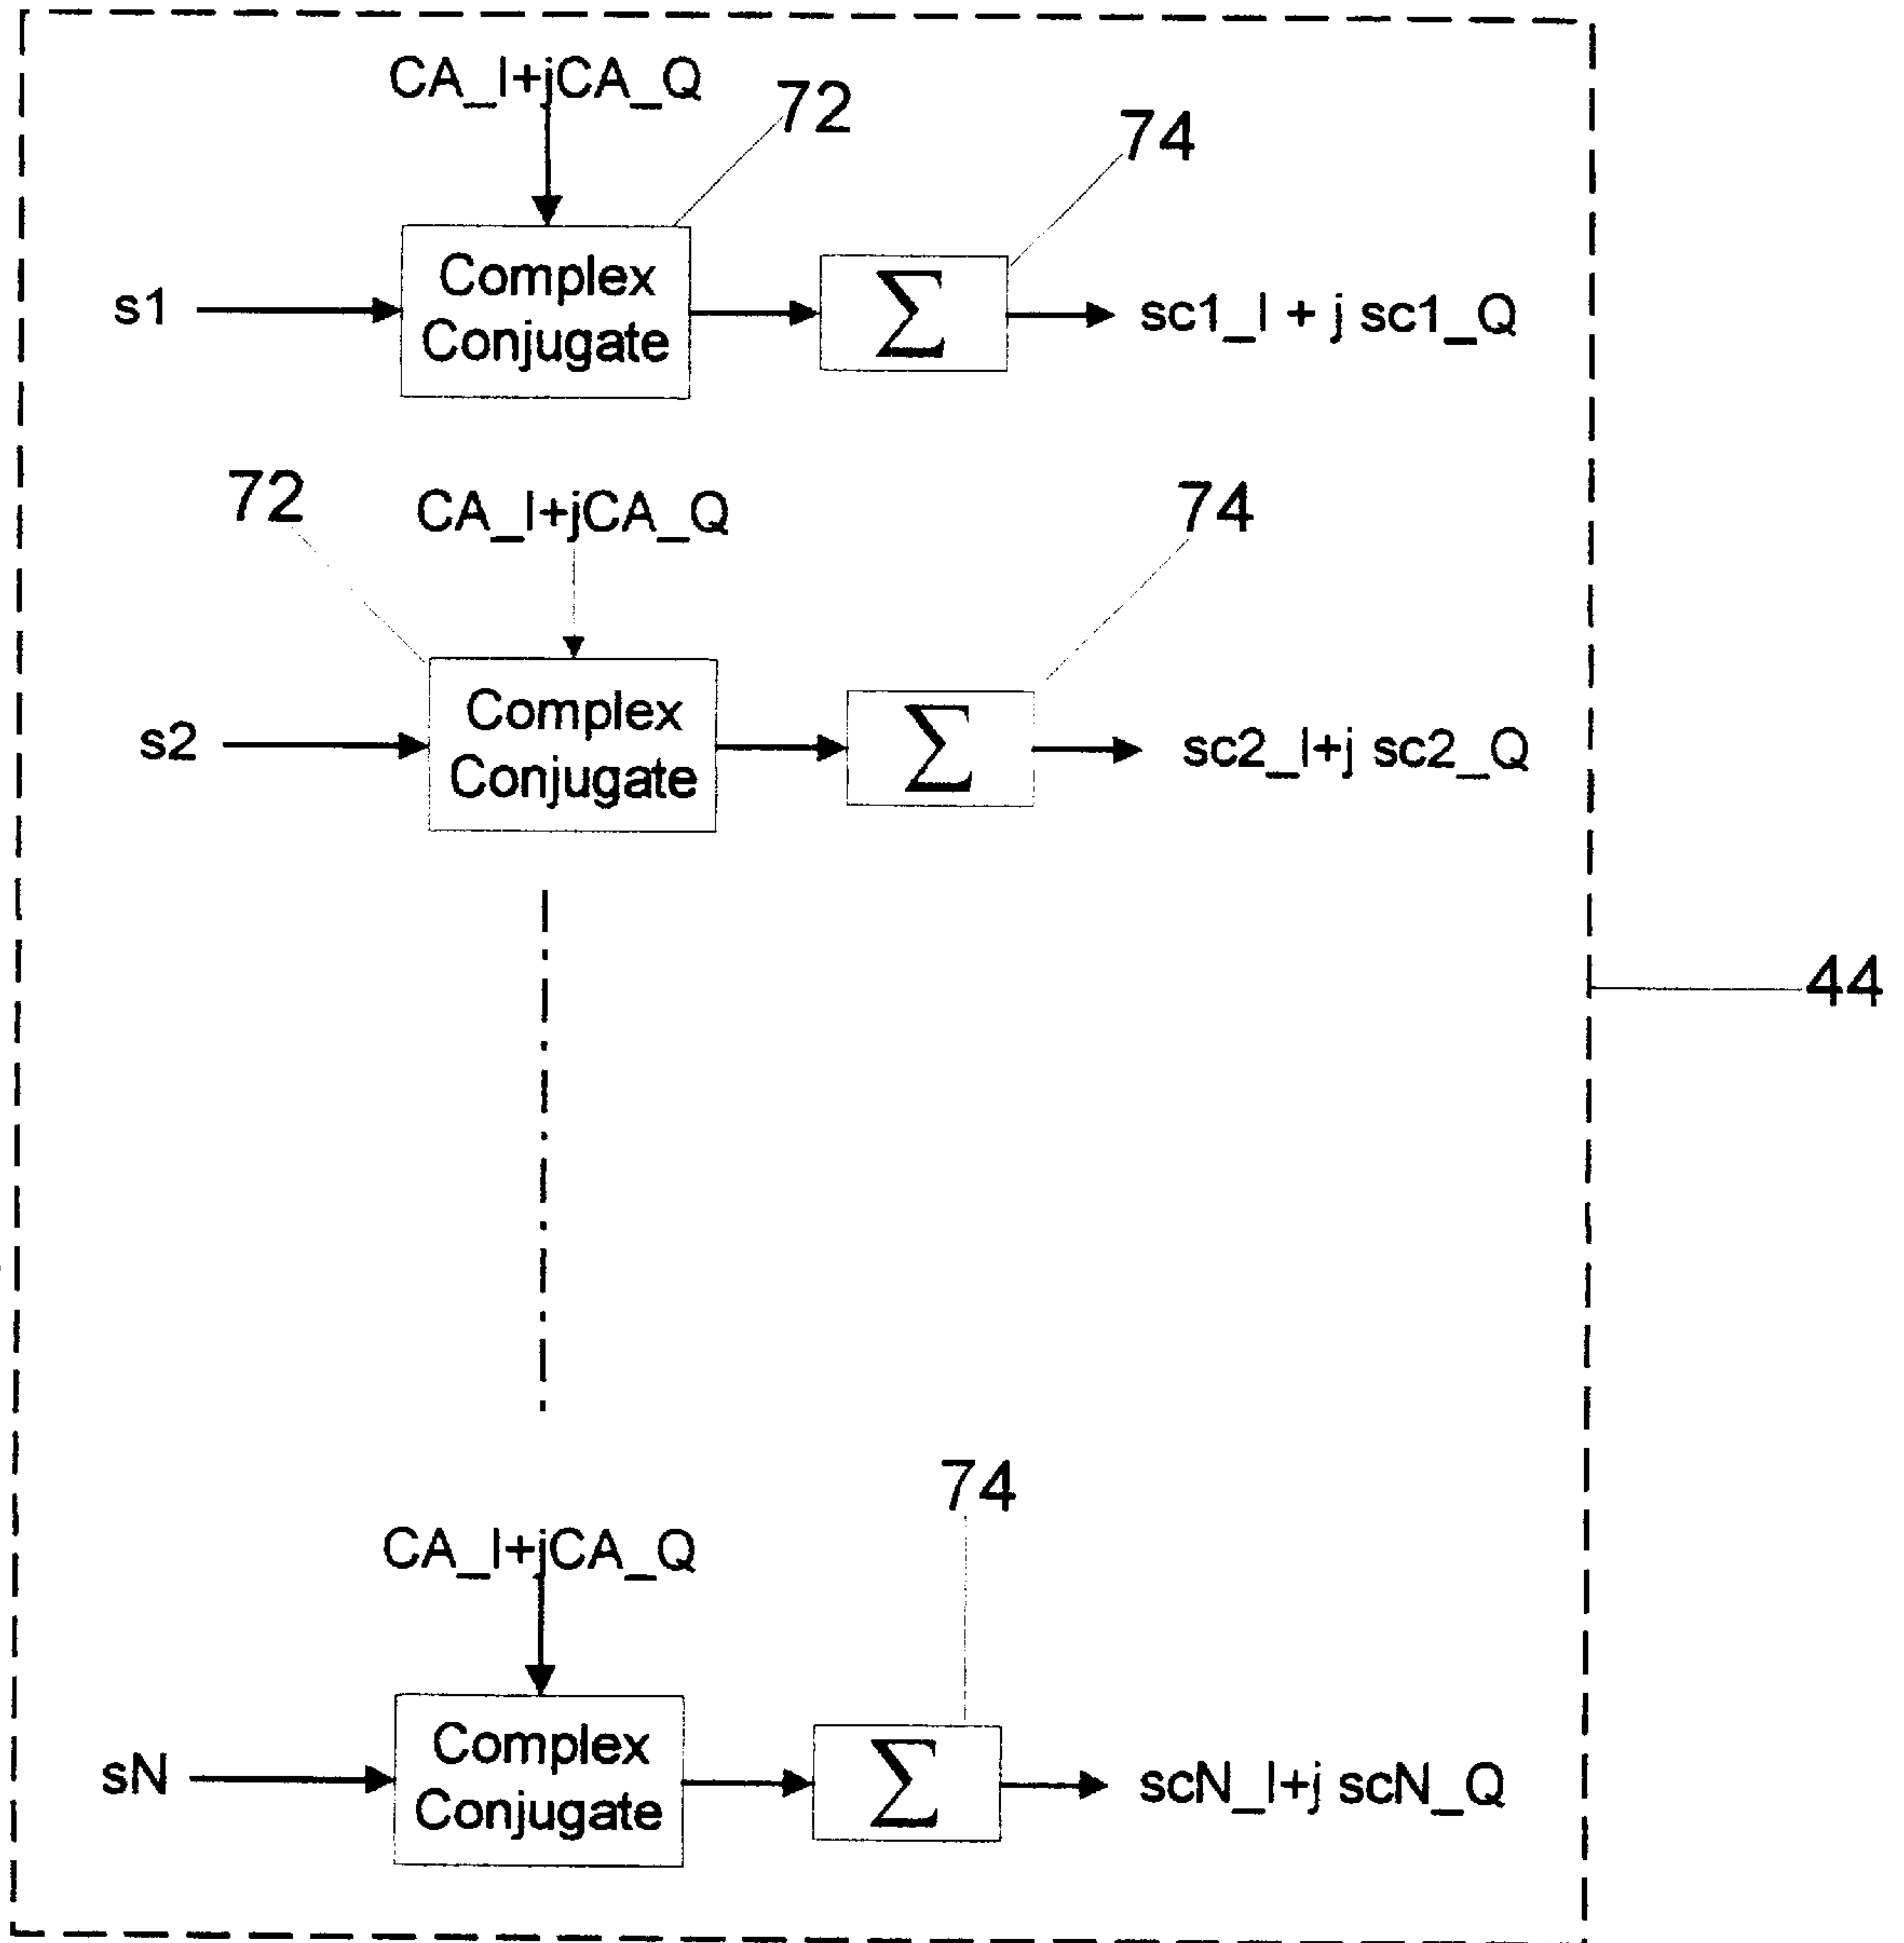 CA_I+jCA_Q
72
74
Complex
Conjugate
s1
Σ
sc1_I + j sc1_Q
72
CA_I+jCA_Q
74
Complex
Conjugate
s2
Σ
sc2_I+j sc2_Q
44
74
CA_I+jCA_Q
Complex
Conjugate
sN
Σ
scN_I+j scN_Q